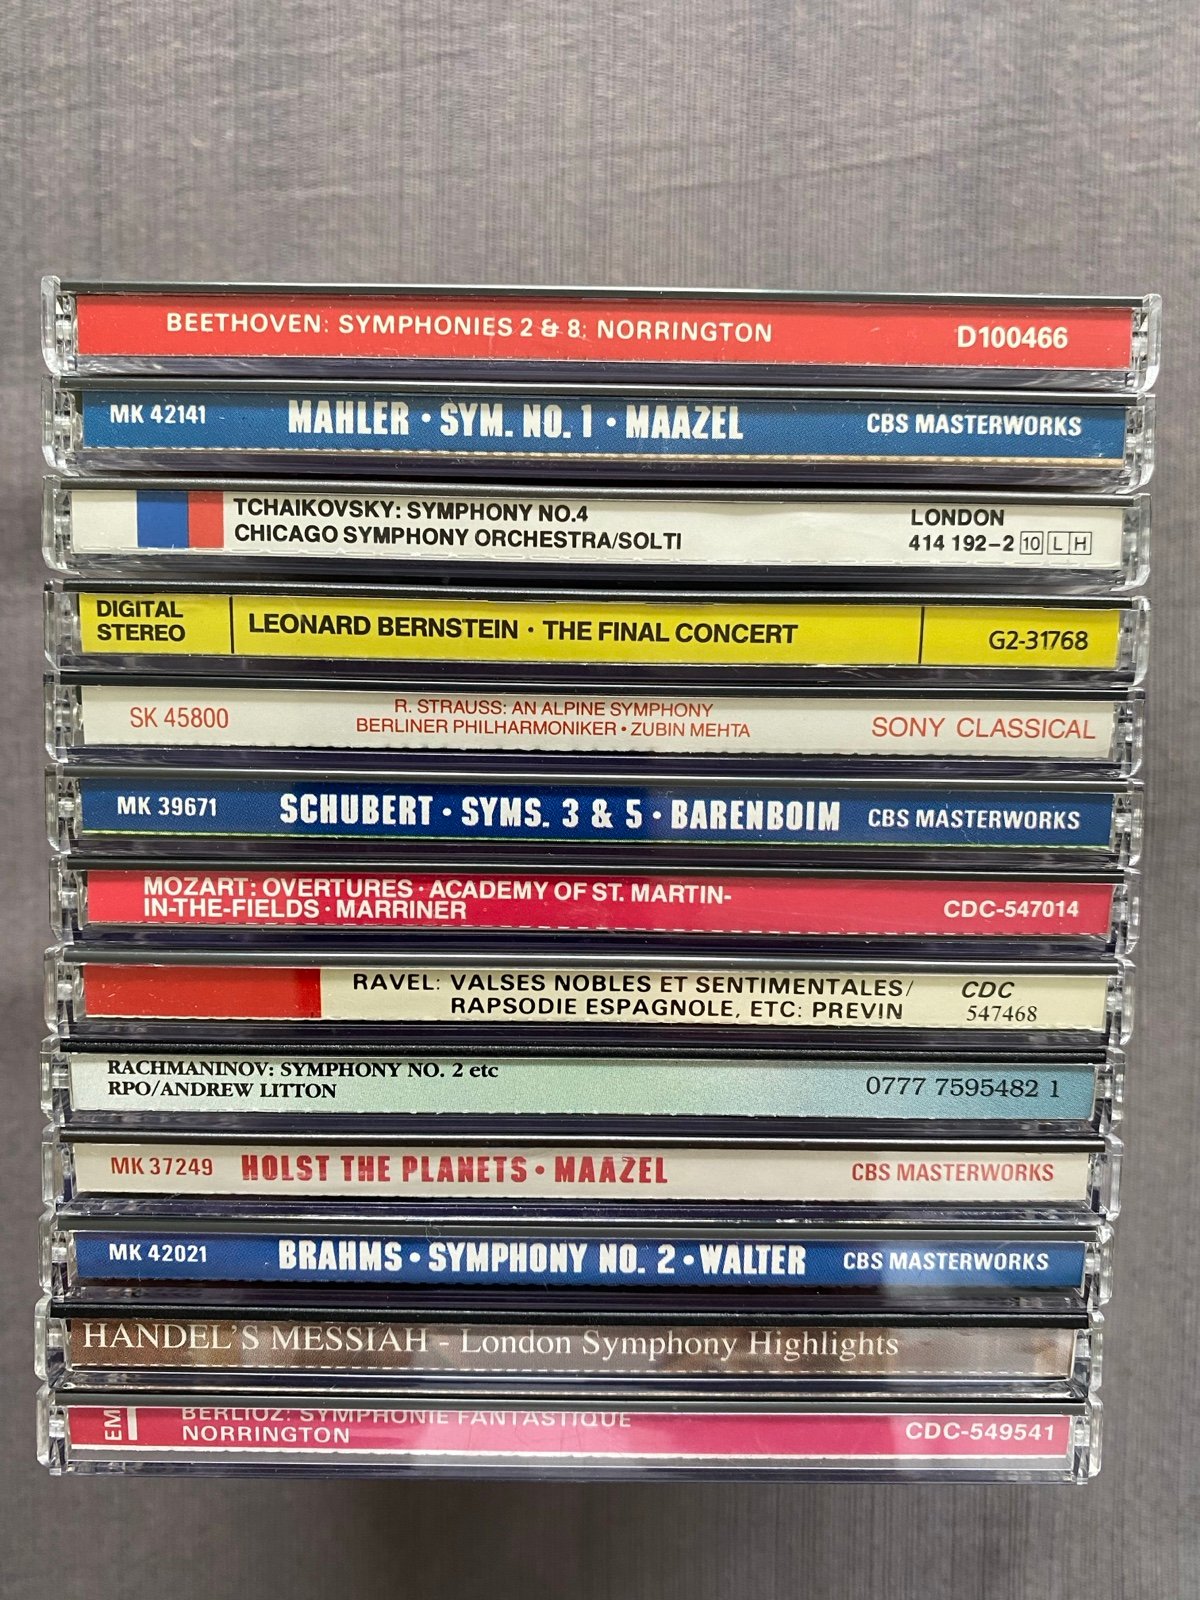 BEETHOVEN: SYMPHONIES 2 & 8: NORRINGTON D100466
MK 42141 MAHLER · SYM. NO. 1 · MAAZEL CBS MASTERWORKS
TCHAIKOVSKY: SYMPHONY NO.4 LONDON
CHICAGO SYMPHONY ORCHESTRA/SOLTI 414 192-2 10 L H
DIGITAL
STEREO
LEONARD BERNSTEIN · THE FINAL CONCERT G2-31768
SK 45800
R. STRAUSS: AN ALPINE SYMPHONY
BERLINER PHILHARMONIKER • ZUBIN MEHTA
SONY CLASSICAL
MK 39671 SCHUBERT · SYMS. 3 & 5 · BARENBOIM CBS MASTERWORKS
MOZART: OVERTURES · ACADEMY OF ST. MARTIN-
IN-THE-FIELDS · MARRINER CDC-547014
RAVEL: VALSES NOBLES ET SENTIMENTALES/ CDC
RAPSODIE ESPAGNOLE, ETC: PREVIN 547468
RACHMANINOV: SYMPHONY NO. 2 etc
RPO/ANDREW LITTON 0777 7595482 1
MK 37249 HOLST THE PLANETS • MAAZEL CBS MASTERWORKS
MK 42021 BRAHMS • SYMPHONY NO. 2 • WALTER CBS MASTERWORKS
HANDEL'S MESSIAH - London Symphony Highlights
EM
BERLIOZ: SYMPHONIE FANTASTIQUE
NORRINGTON CDC-549541